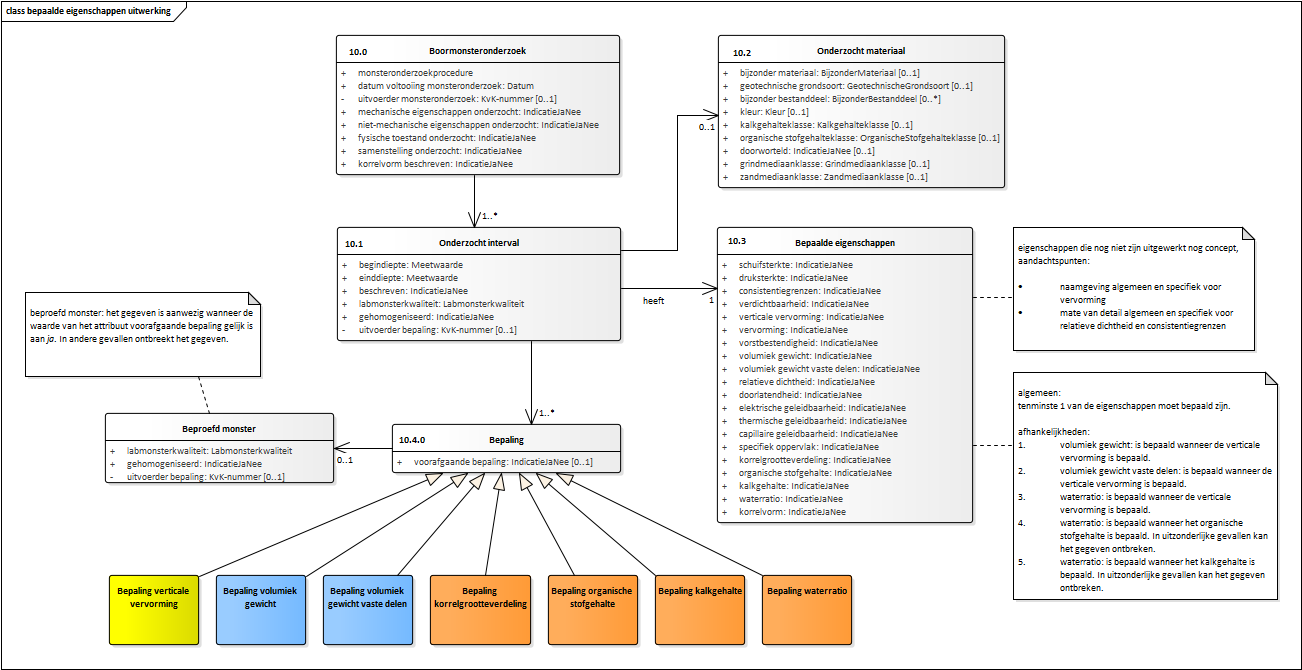 class bepaalde eigenschappen uitwerking
10.0 Boormonsteronderzoek
+ monsteronderzoekprocedure
+ datum voltooiing monsteronderzoek: Datum
- uitvoerder monsteronderzoek: KvK-nummer [0..1]
+ mechanische eigenschappen onderzocht: IndicatieJaNee
+ niet-mechanische eigenschappen onderzocht: IndicatieJaNee
+ fysische toestand onderzocht: IndicatieJaNee
+ samenstelling onderzocht: IndicatieJaNee
+ korrelvorm beschreven: IndicatieJaNee
10.2 Onderzocht materiaal
+ bijzonder materiaal: BijzonderMateriaal [0..1]
+ geotechnische grondsoort: GeotechnischeGrondsoort [0..1]
+ bijzonder bestanddeel: BijzonderBestanddeel [0..*]
+ kleur: Kleur [0..1]
+ kalkgehalteklasse: Kalkgehalteklasse [0..1]
+ organische stofgehalteklasse: OrganischeStofgehalteklasse [0..1]
+ doorworteld: IndicatieJaNee [0..1]
+ grindmediaanklasse: Grindmediaanklasse [0..1]
+ zandmediaanklasse: Zandmediaanklasse [0..1]
0..1
1..*
10.1 Onderzocht interval
+ begindiepte: Meetwaarde
+ einddiepte: Meetwaarde
+ beschreven: IndicatieJaNee
+ labmonsterkwaliteit: Labmonsterkwaliteit
+ gehomogeniseerd: IndicatieJaNee
- uitvoerder bepaling: KvK-nummer [0..1]
heeft
1
10.3 Bepaalde eigenschappen
+ schuifsterkte: IndicatieJaNee
+ druksterkte: IndicatieJaNee
+ consistentiegrenzen: IndicatieJaNee
+ verdichtbaarheid: IndicatieJaNee
+ verticale vervorming: IndicatieJaNee
+ vervorming: IndicatieJaNee
+ vorstbestendigheid: IndicatieJaNee
+ volumiek gewicht: IndicatieJaNee
+ volumiek gewicht vaste delen: IndicatieJaNee
+ relatieve dichtheid: IndicatieJaNee
+ doorlatendheid: IndicatieJaNee
+ elektrische geleidbaarheid: IndicatieJaNee
+ thermische geleidbaarheid: IndicatieJaNee
+ capillaire geleidbaarheid: IndicatieJaNee
+ specifiek oppervlak: IndicatieJaNee
+ korrelgrootteverdeling: IndicatieJaNee
+ organische stofgehalte: IndicatieJaNee
+ kalkgehalte: IndicatieJaNee
+ waterratio: IndicatieJaNee
+ korrelvorm: IndicatieJaNee
eigenschappen die nog niet zijn uitgewerkt nog concept,
aandachtspunten:
• naamgeving algemeen en specifiek voor
vervorming
• mate van detail algemeen en specifiek voor
relatieve dichtheid en consistentiegrenzen
algemeen:
tenminste 1 van de eigenschappen moet bepaald zijn.
afhankelijkheden:
1. volumiek gewicht: is bepaald wanneer de verticale
vervorming is bepaald.
2. volumiek gewicht vaste delen: is bepaald wanneer de
verticale vervorming is bepaald.
3. waterratio: is bepaald wanneer de verticale
vervorming is bepaald.
4. waterratio: is bepaald wanneer het organische
stofgehalte is bepaald. In uitzonderlijke gevallen kan
het gegeven ontbreken.
5. waterratio: is bepaald wanneer het kalkgehalte is
bepaald. In uitzonderlijke gevallen kan het gegeven
ontbreken.
beproefd monster: het gegeven is aanwezig wanneer de
waarde van het attribuut voorafgaande bepaling gelijk is
aan ja. In andere gevallen ontbreekt het gegeven.
Beproefd monster
+ labmonsterkwaliteit: Labmonsterkwaliteit
+ gehomogeniseerd: IndicatieJaNee
- uitvoerder bepaling: KvK-nummer [0..1]
0..1
1..*
10.4.0 Bepaling
+ voorafgaande bepaling: IndicatieJaNee [0..1]
Bepaling verticale
vervorming
Bepaling volumiek
gewicht
Bepaling volumiek
gewicht vaste delen
Bepaling
korrelgrootteverdeling
Bepaling organische
stofgehalte
Bepaling kalkgehalte
Bepaling waterratio